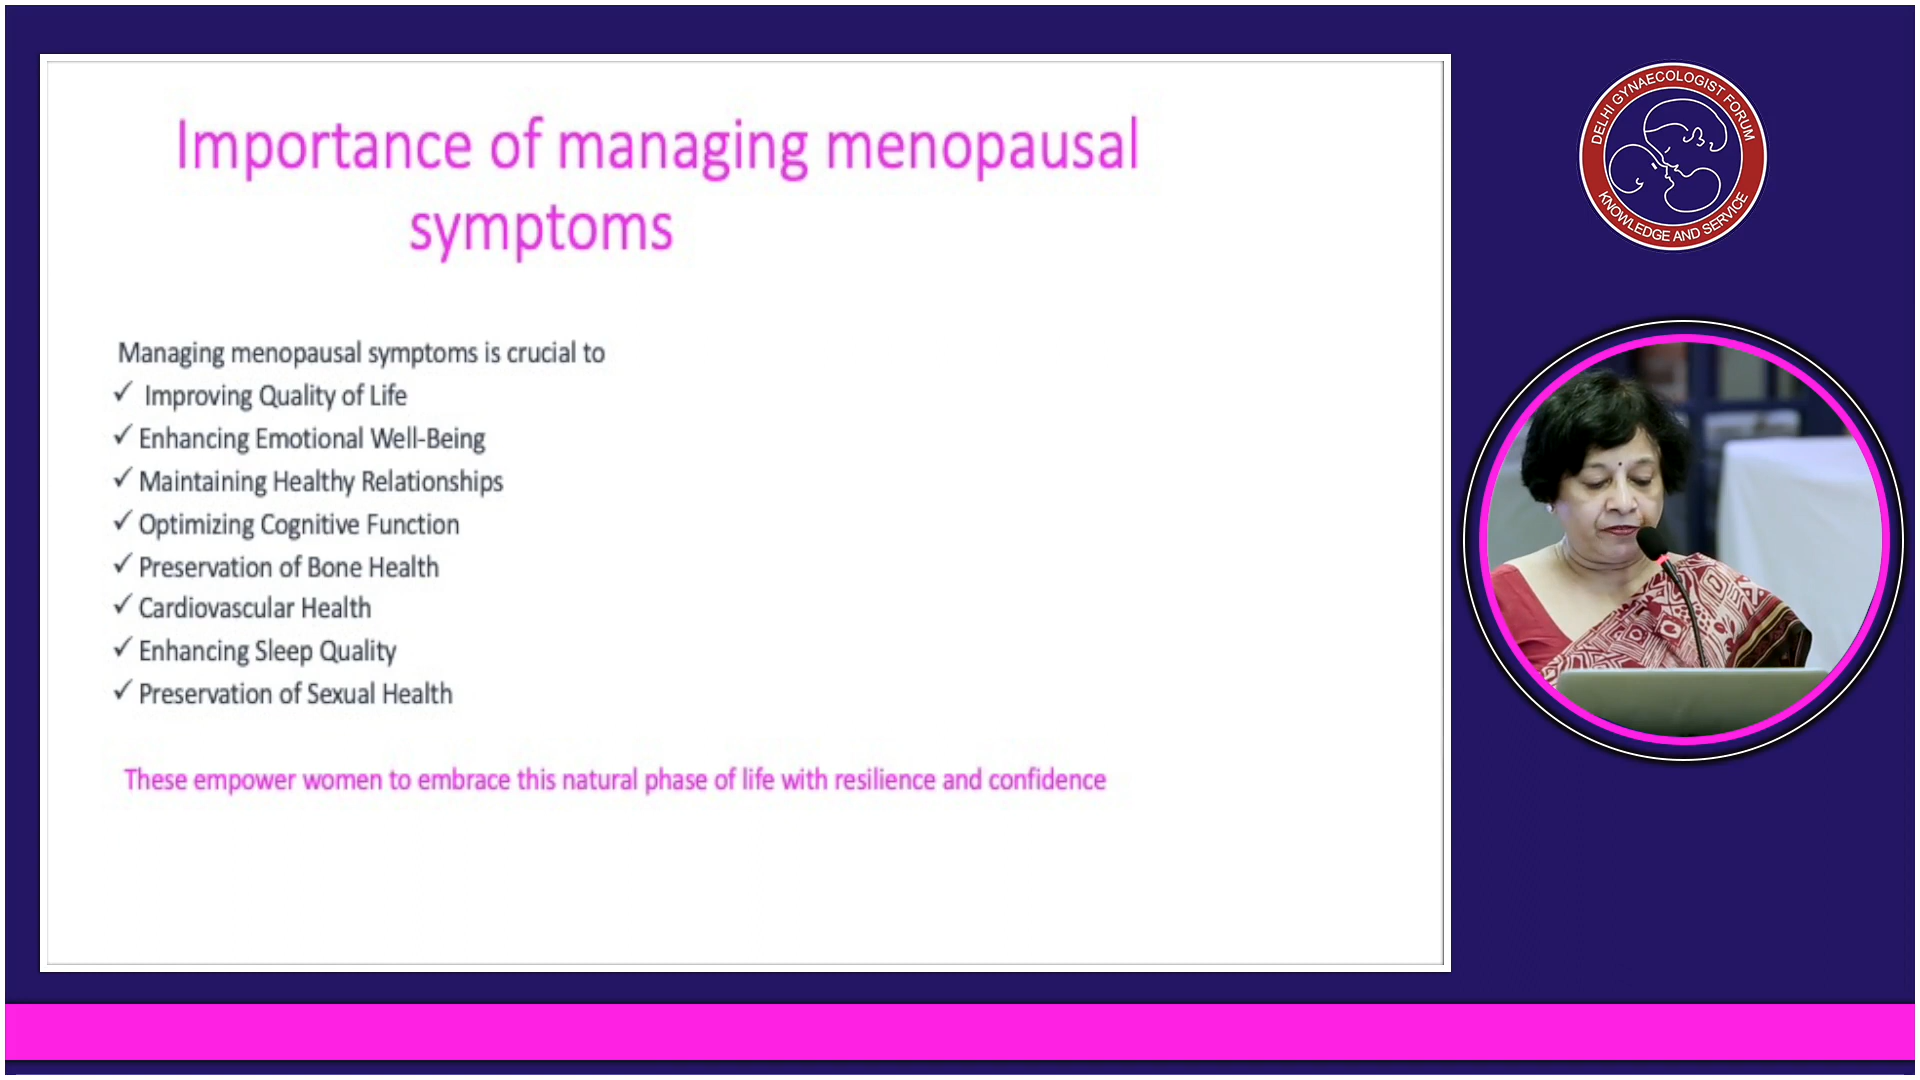 Importance of managing menopausal
symptoms
Managing menopausal symptoms is crucial to
✓ Improving Quality of Life
✓ Enhancing Emotional Well-Being
✓ Maintaining Healthy Relationships
✓ Optimizing Cognitive Function
✓ Preservation of Bone Health
✓ Cardiovascular Health
✓ Enhancing Sleep Quality
✓ Preservation of Sexual Health
These empower women to embrace this natural phase of life with resilience and confidence
DELHI GYNAECOLOGIST FORUM
KNOWLEDGE AND SERVICE